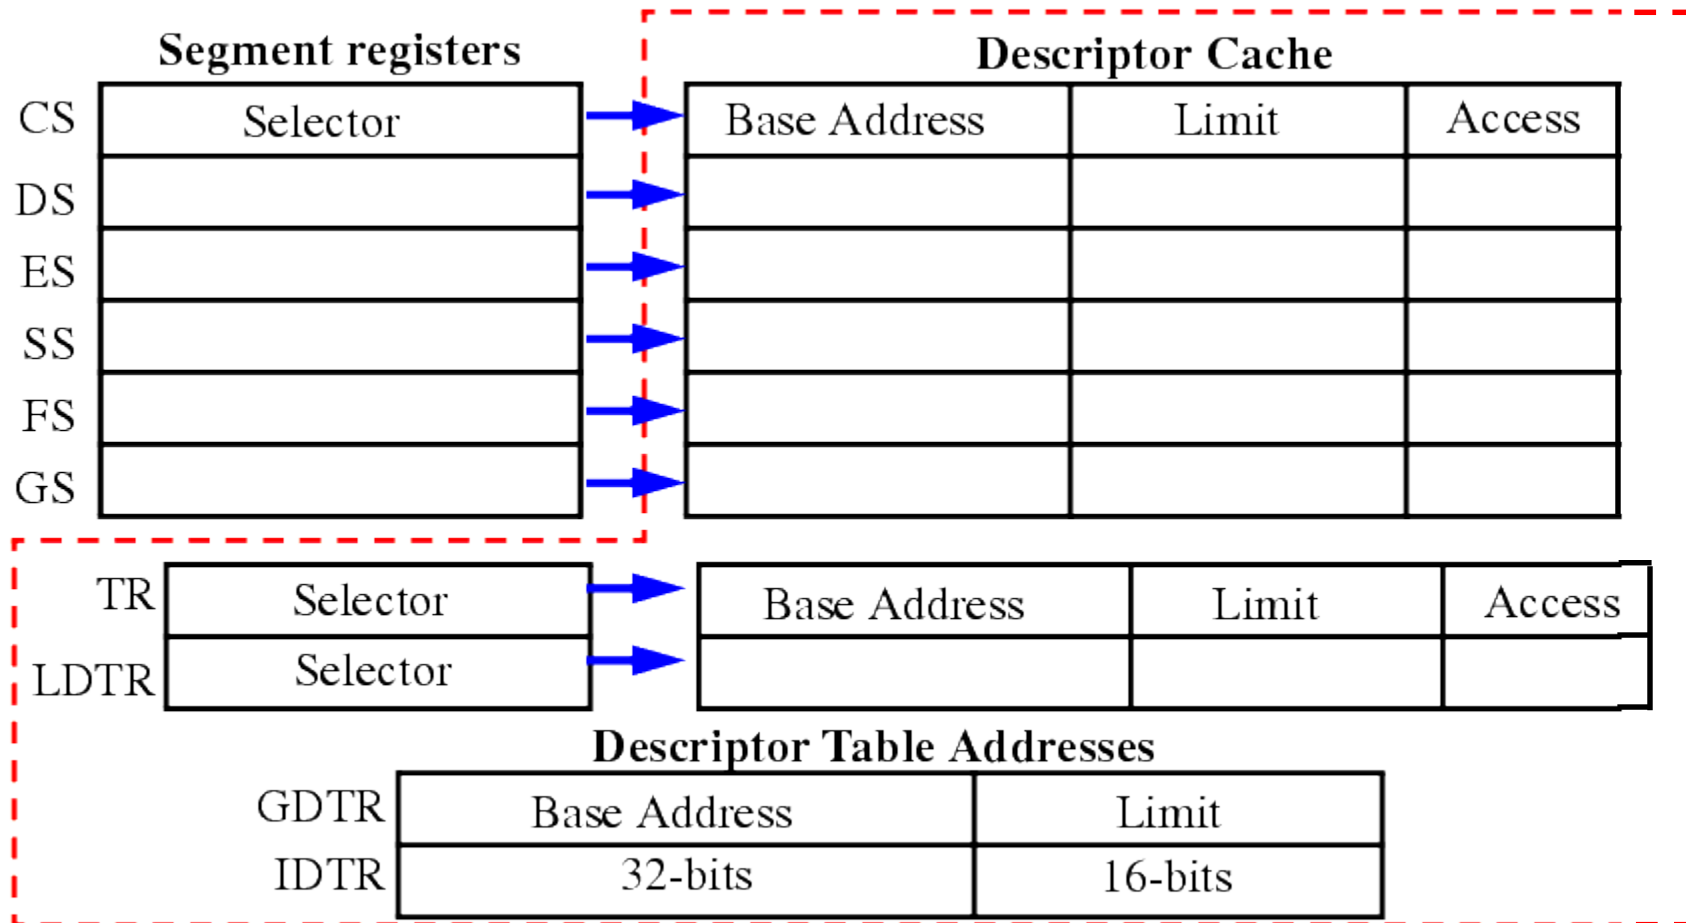 Segment registers Descriptor Cache
CS Selector Base Address Limit Access
DS
ES
SS
FS
GS
TR Selector Base Address Limit Access
LDTR Selector
Descriptor Table Addresses
GDTR Base Address Limit
IDTR 32-bits 16-bits